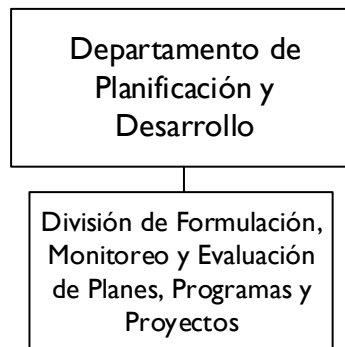 Departamento de
Planificación y
Desarrollo
División de Formulación,
Monitoreo y Evaluación
de Planes, Programas y
Proyectos